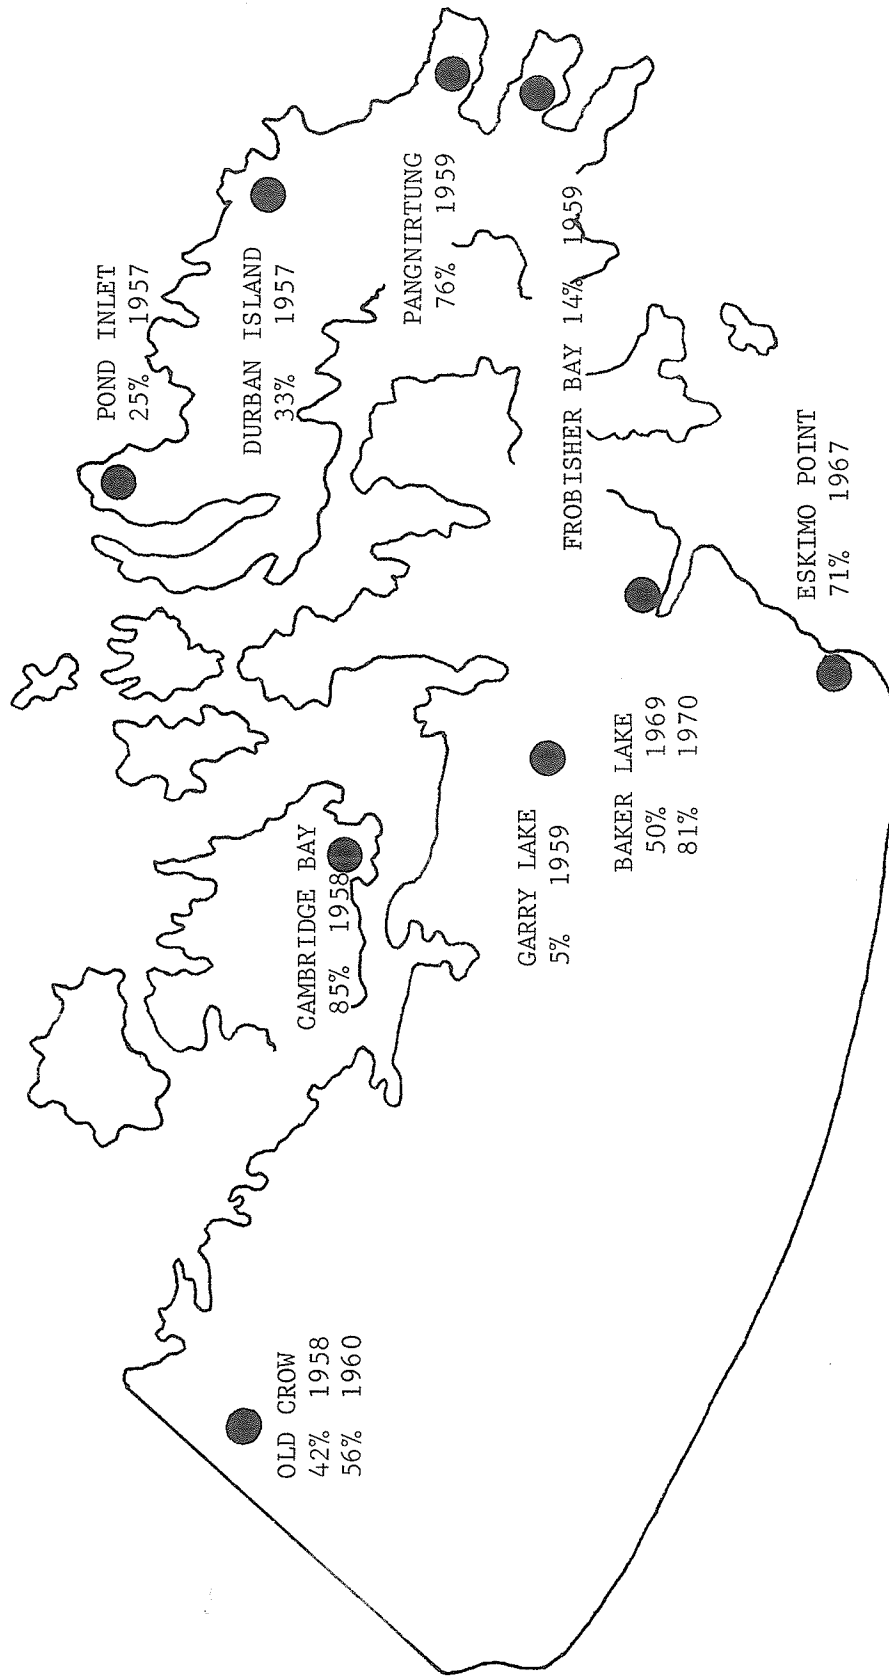 POND INLET
25% 1957
DURBAN ISLAND
33% 1957
PANGNIRTUNG
76% 1959
FROBISHER BAY 14% 1959
CAMBRIDGE BAY
85% 1958
OLD CROW
42% 1958
56% 1960
GARRY LAKE
5% 1959
BAKER LAKE
50% 1969
81% 1970
ESKIMO POINT
71% 1967